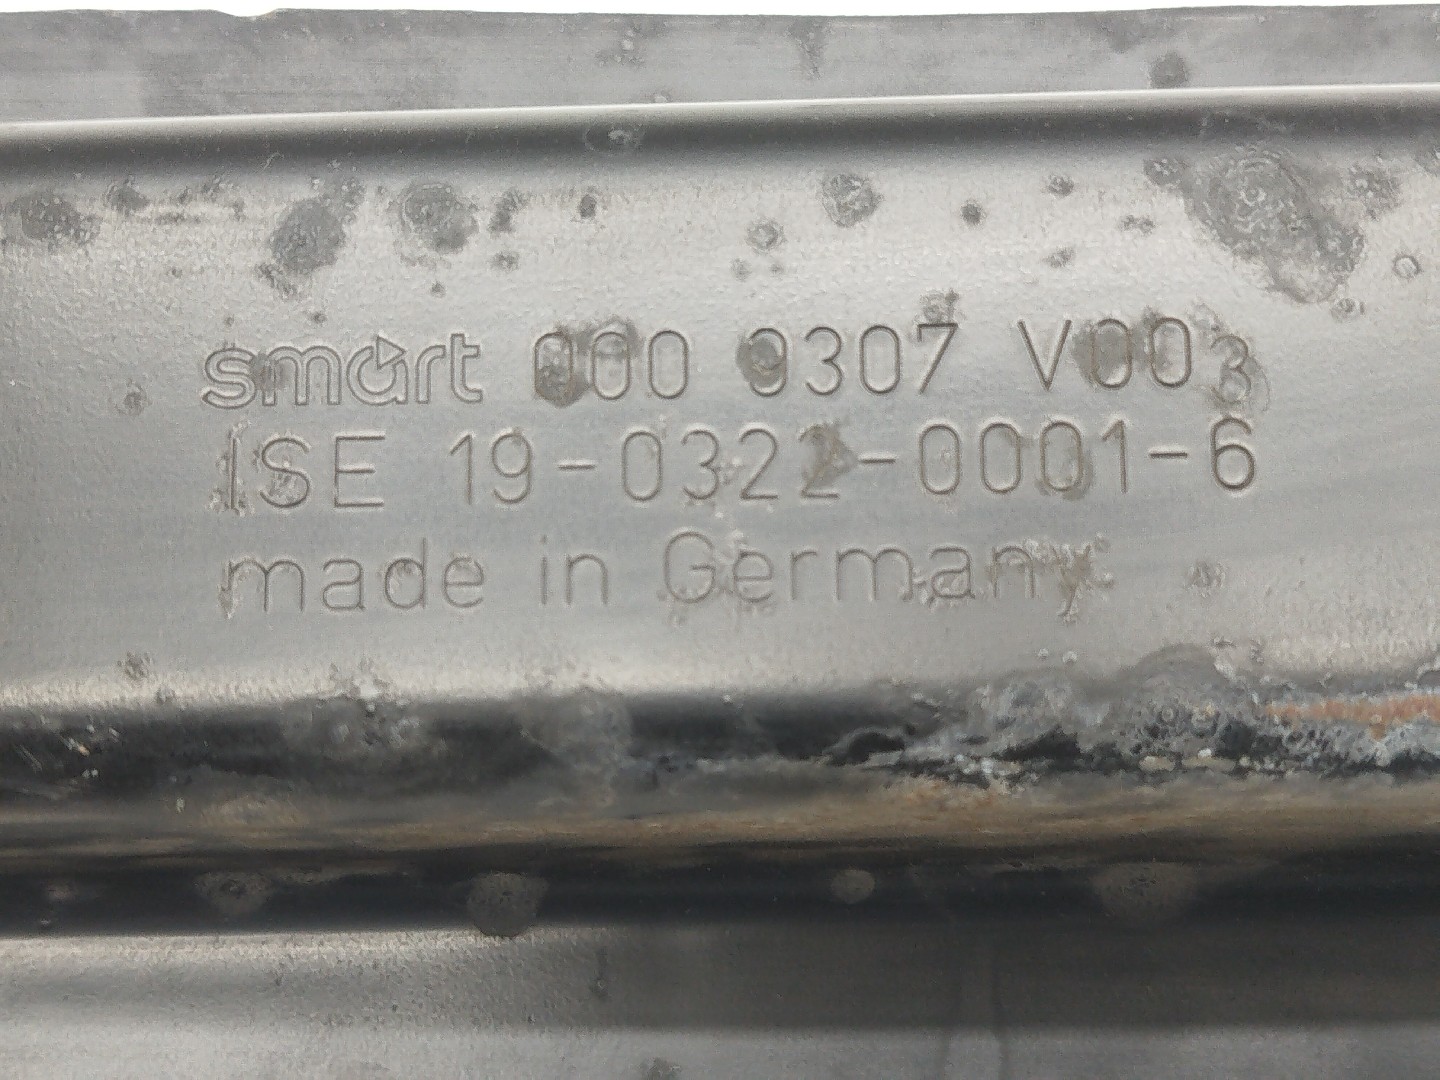 smart 000 9307 V003
ISE 19-0322-0001-6
made in Germany